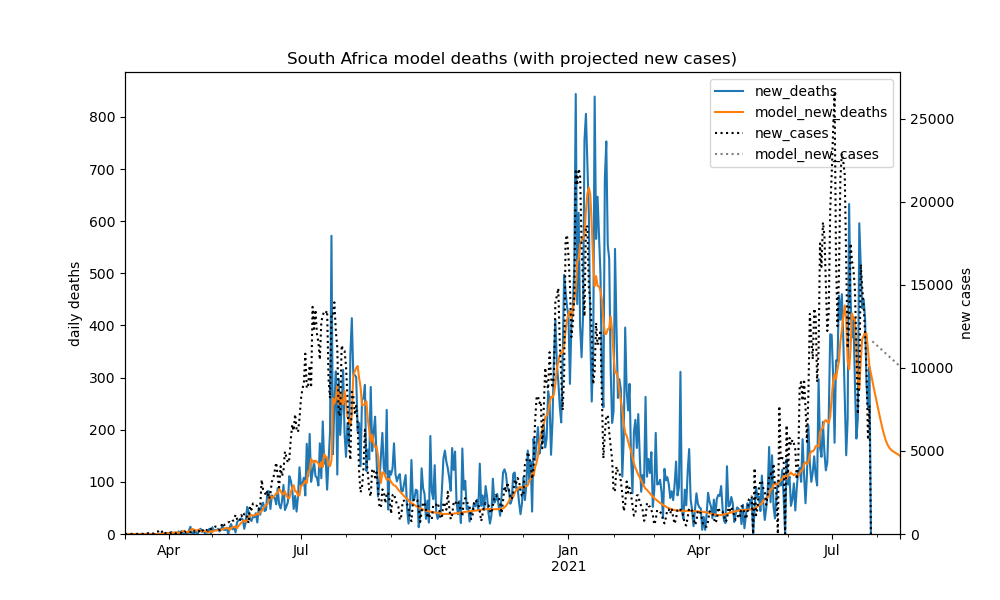 South Africa model deaths (with projected new cases)
new_deaths
model_new_deaths
new_cases
model_new_cases
daily deaths
800
700
600
500
400
300
200
100
0
25000
20000
15000
10000
5000
0
new cases
Apr
Jul
Oct
Jan
2021
Apr
Jul